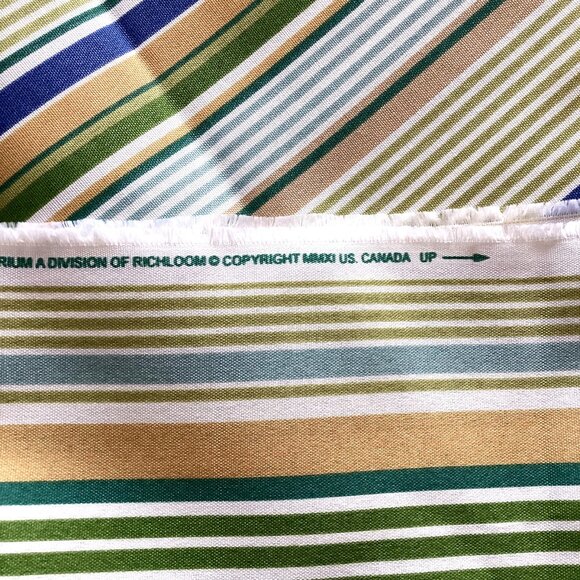 RIUM A DIVISION OF RICHLOOM © COPYRIGHT MMXI US. CANADA UP